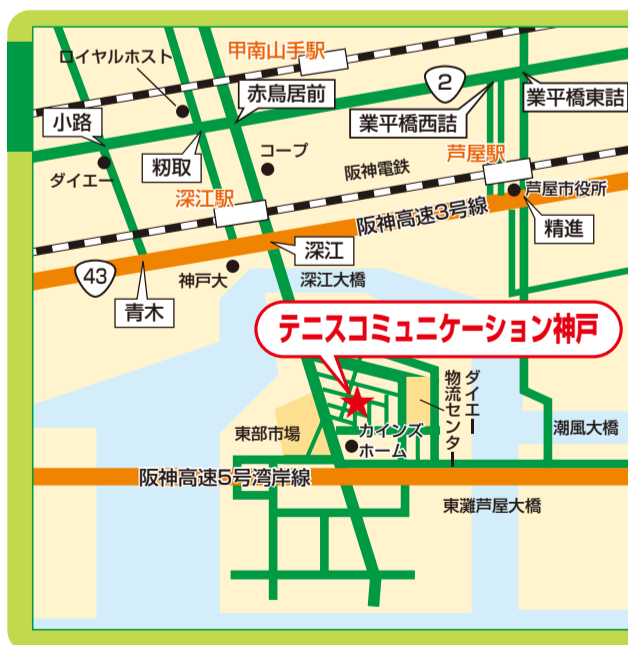 甲南山手駅
ロイヤルホスト
2
赤鳥居前
業平橋東詰
小路
業平橋西詰
籾取
コープ
芦屋駅
ダイエー
阪神電鉄
芦屋市役所
深江駅
阪神高速3号線
精進
深江
43
神戸大
深江大橋
青木
テニスコミュニケーション神戸
ダイエー
物流センター
東部市場
カインズ
ホーム
潮風大橋
阪神高速5号湾岸線
東灘芦屋大橋